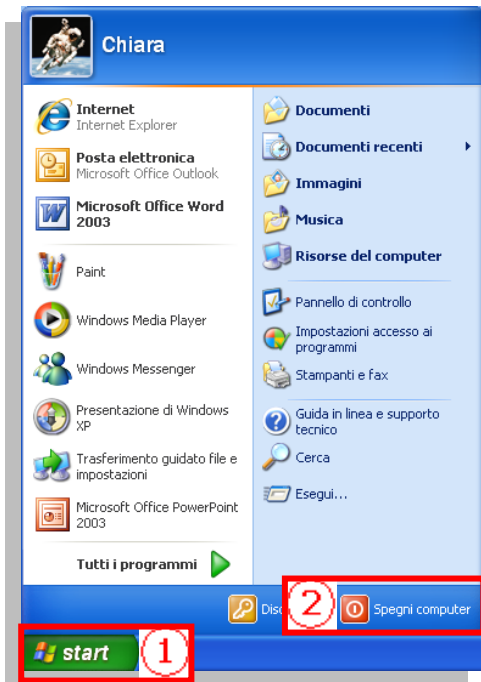 Chiara
Internet
Internet Explorer
Posta elettronica
Microsoft Office Outlook
Microsoft Office Word
2003
Paint
Windows Media Player
Windows Messenger
Presentazione di Windows
XP
Trasferimento guidato file e
impostazioni
Microsoft Office PowerPoint
2003
Tutti i programmi
Documenti
Documenti recenti
Immagini
Musica
Risorse del computer
Pannello di controllo
Impostazioni accesso ai
programmi
Stampanti e fax
Guida in linea e supporto
tecnico
Cerca
Esegui...
2
Spegni computer
start
1